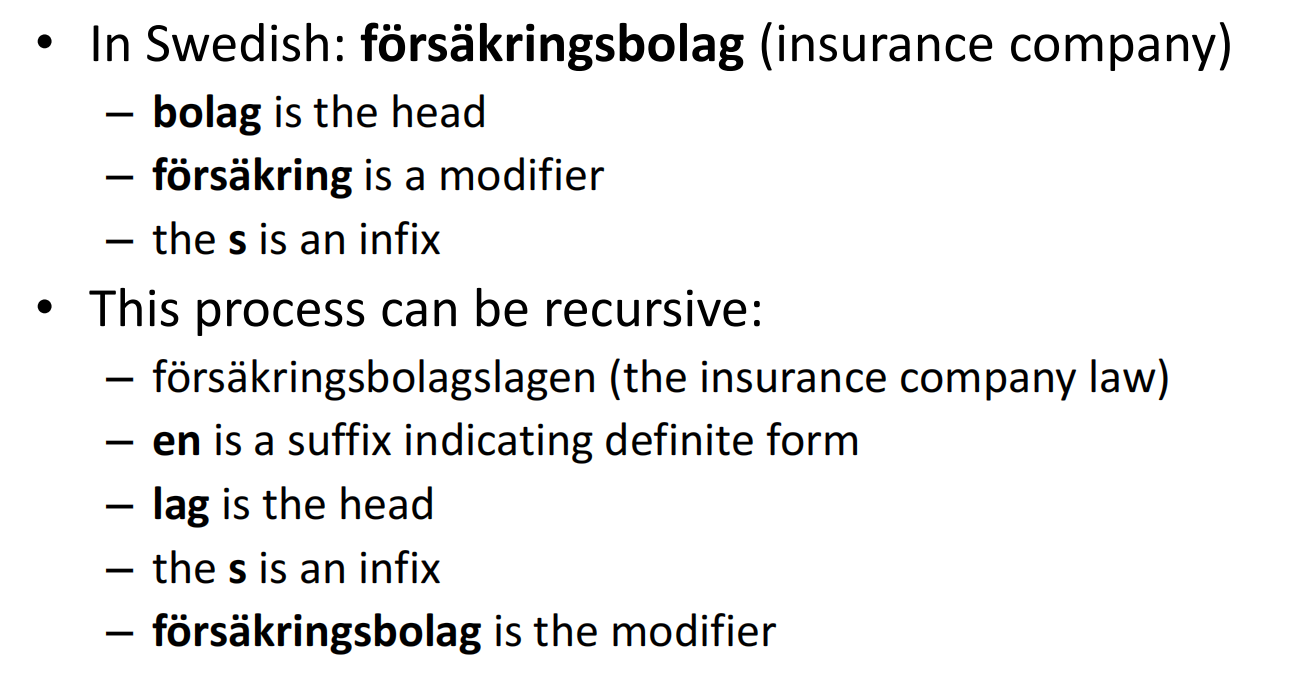 • In Swedish: försäkringsbolag (insurance company)
– bolag is the head
– försäkring is a modifier
– the s is an infix
• This process can be recursive:
– försäkringsbolagslagen (the insurance company law)
– en is a suffix indicating definite form
– lag is the head
– the s is an infix
– försäkringsbolag is the modifier